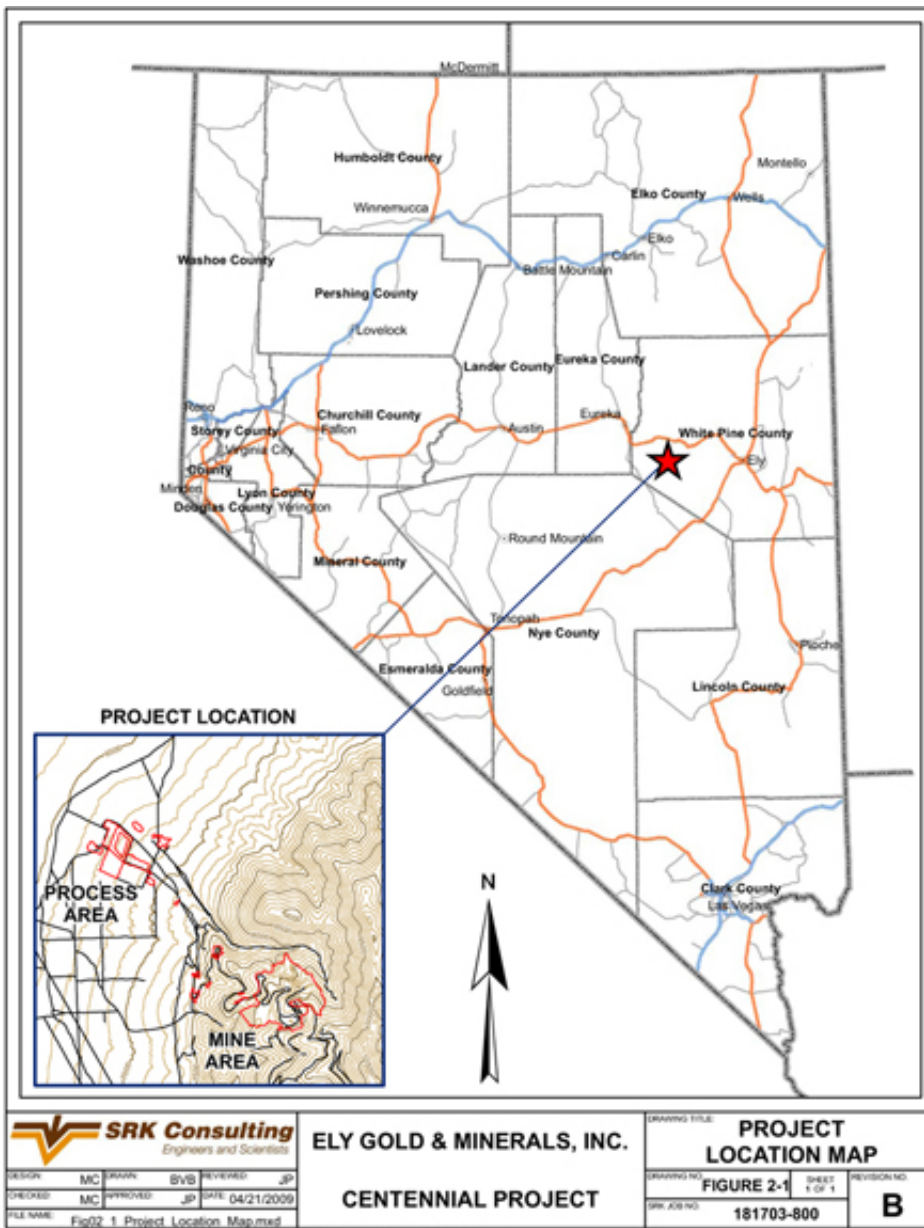 McDermitt
Humboldt County
Montello
Elko County
Wells
Winnemucca
Elko
Washoe County
Carlin
Battle Mountain
Pershing County
Lovelock
Lander County
Eureka County
Reno
Churchill County
Eureka
Storey County
Fallon
Austin
White Pine County
Virginia City
Ely
County
Minden
Lyon County
Douglas County
Yerington
Round Mountain
Mineral County
Tonopah
Nye County
Pioche
Esmeralda County
Goldfield
Lincoln County
PROJECT LOCATION
PROCESS
AREA
MINE
AREA
N
Clark County
Las Vegas
SRK Consulting
Engineers and Scientists
DESIGN: MC
DRAWN: BVB
REVIEWED: JP
CHECKED: MC
APPROVED: JP
DATE: 04/21/2009
FILE NAME: Fig02_1_Project_Location_Map.mxd
ELY GOLD & MINERALS, INC.
CENTENNIAL PROJECT
DRAWING TITLE:
PROJECT
LOCATION MAP
DRAWING NO. FIGURE 2-1
SHEET
1 OF 1
REVISION NO.
B
SRK JOB NO. 181703-800